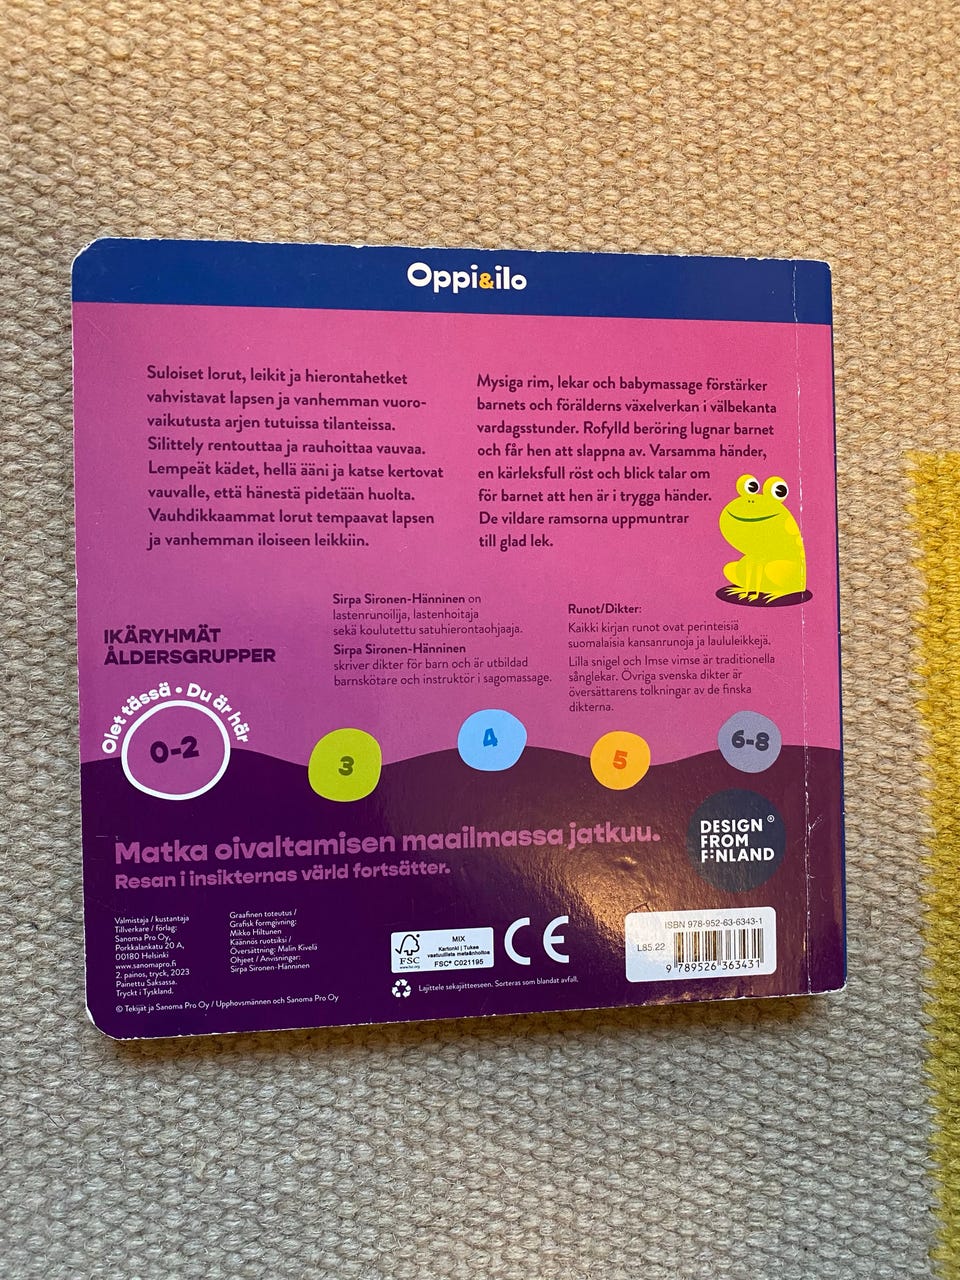 Oppi&ilo
Suloiset lorut, leikit ja hierontahetket
vahvistavat lapsen ja vanhemman vuoro-
vaikutusta arjen tutuissa tilanteissa.
Silittely rentouttaa ja rauhoittaa vauvaa.
Lempeät kädet, hellä ääni ja katse kertovat
vauvalle, että hänestä pidetään huolta.
Vauhdikkaammat lorut tempaavat lapsen
ja vanhemman iloiseen leikkiin.
Mysiga rim, lekar och babymassage förstärker
barnets och förälderns växelverkan i välbekanta
vardagsstunder. Rofylld beröring lugnar barnet
och får hen att slappna av. Varsamma händer,
en kärleksfull röst och blick talar om
för barnet att hen är i trygga händer.
De vildare ramsorna uppmuntrar
till glad lek.
IKÄRYHMÄT
ÅLDERSGRUPPER
Sirpa Sironen-Hänninen on
lastenrunoilija, lastenhoitaja
sekä koulutettu satuhierontaohjaaja.
Sirpa Sironen-Hänninen
skriver dikter för barn och är utbildad
barnskötare och instruktör i sagomassage.
Runot/Dikter:
Kaikki kirjan runot ovat perinteisiä
suomalaisia kansanrunoja ja laululeikkejä.
Lilla snigel och Imse vimse är traditionella
sånglekar. Övriga svenska dikter är
översättarens tolkningar av de finska
dikterna.
Olet tässä • Du är här
0-2
3
4
5
6-8
Matka oivaltamisen maailmassa jatkuu.
Resan i insikternas värld fortsätter.
DESIGN ®
FROM
FINLAND
Valmistaja / kustantaja
Tillverkare / förlag:
Sanoma Pro Oy,
Porkkalankatu 20 A,
00180 Helsinki
www.sanomapro.fi
2. painos, tryck, 2023
Painettu Saksassa.
Tryckt i Tyskland.
Graafinen toteutus /
Grafisk formgivning:
Mikko Hiltunen
Käännös ruotsiksi /
Översättning: Malin Kivelä
Ohjeet / Anvisningar:
Sirpa Sironen-Hänninen
© Tekijät ja Sanoma Pro Oy / Upphovsmännen och Sanoma Pro Oy
FSC
www.fsc.org
MIX
Kartonki | Tukee
vastuullista metsänhoitoa
FSC® C021195
CE
Lajittele sekajätteeseen. Sorteras som blandat avfall.
ISBN 978-952-63-6343-1
L85.22
9 789526 363431